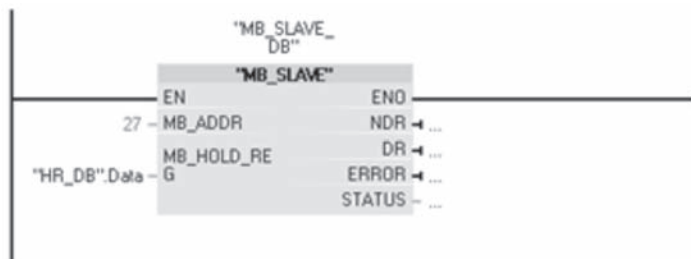 "MB_SLAVE_
DB"
"MB_SLAVE"
EN ENO
27 MB_ADDR NDR ...
MB_HOLD_RE DR ...
"HR_DB".Data G ERROR ...
STATUS ...